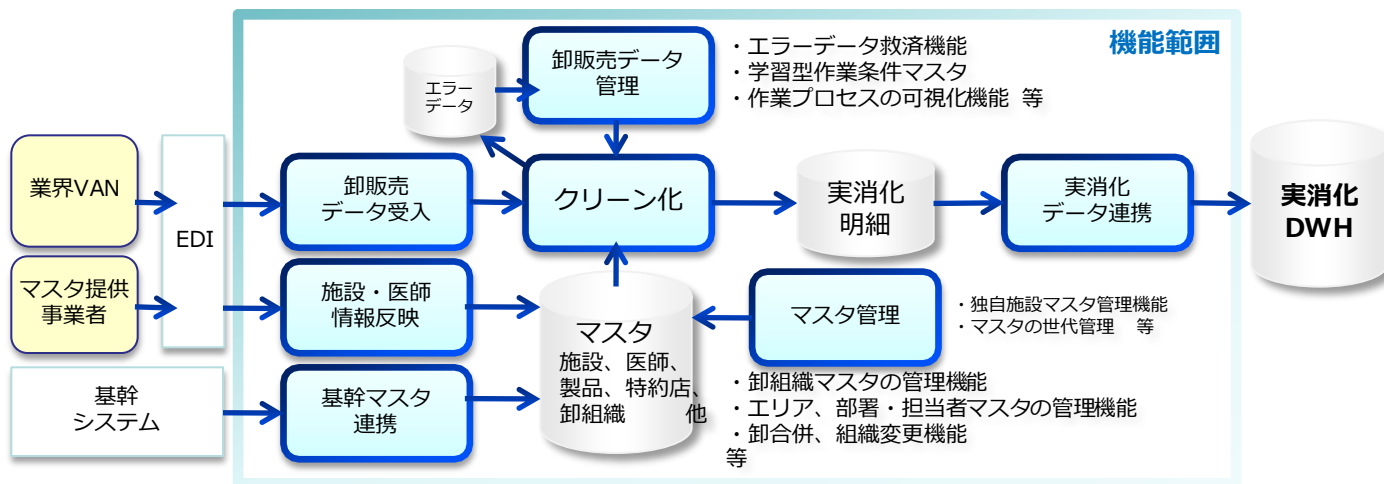 機能範囲
卸販売データ
管理
・エラーデータ救済機能
・学習型作業条件マスタ
・作業プロセスの可視化機能 等
エラー
データ
業界VAN
EDI
卸販売
データ受入
クリーン化
実消化
明細
実消化
データ連携
実消化
DWH
マスタ提供
事業者
施設・医師
情報反映
マスタ
施設、医師、
製品、特約店、
卸組織 他
マスタ管理
・独自施設マスタ管理機能
・マスタの世代管理 等
基幹
システム
基幹マスタ
連携
・卸組織マスタの管理機能
・エリア、部署・担当者マスタの管理機能
・卸合併、組織変更機能
等